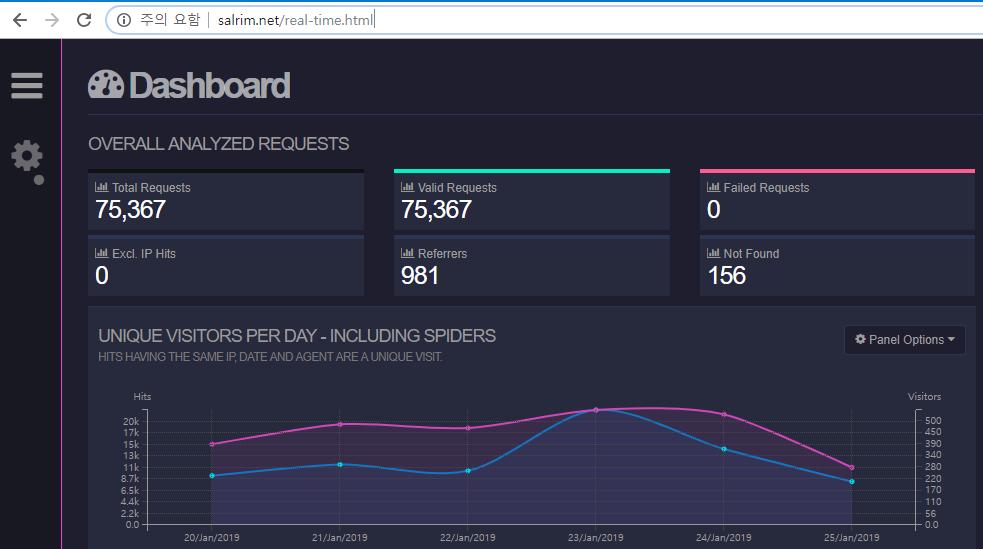 주의 요함 | salrim.net/real-time.html
Dashboard
OVERALL ANALYZED REQUESTS
Total Requests
75,367
Valid Requests
75,367
Failed Requests
0
Excl. IP Hits
0
Referrers
981
Not Found
156
UNIQUE VISITORS PER DAY - INCLUDING SPIDERS
HITS HAVING THE SAME IP, DATE AND AGENT ARE A UNIQUE VISIT.
Panel Options
Hits
20k
17k
15k
13k
11k
8.7k
6.5k
4.4k
2.2k
0.0
Visitors
500
450
390
340
280
220
170
110
56
0.0
20/Jan/2019 21/Jan/2019 22/Jan/2019 23/Jan/2019 24/Jan/2019 25/Jan/2019